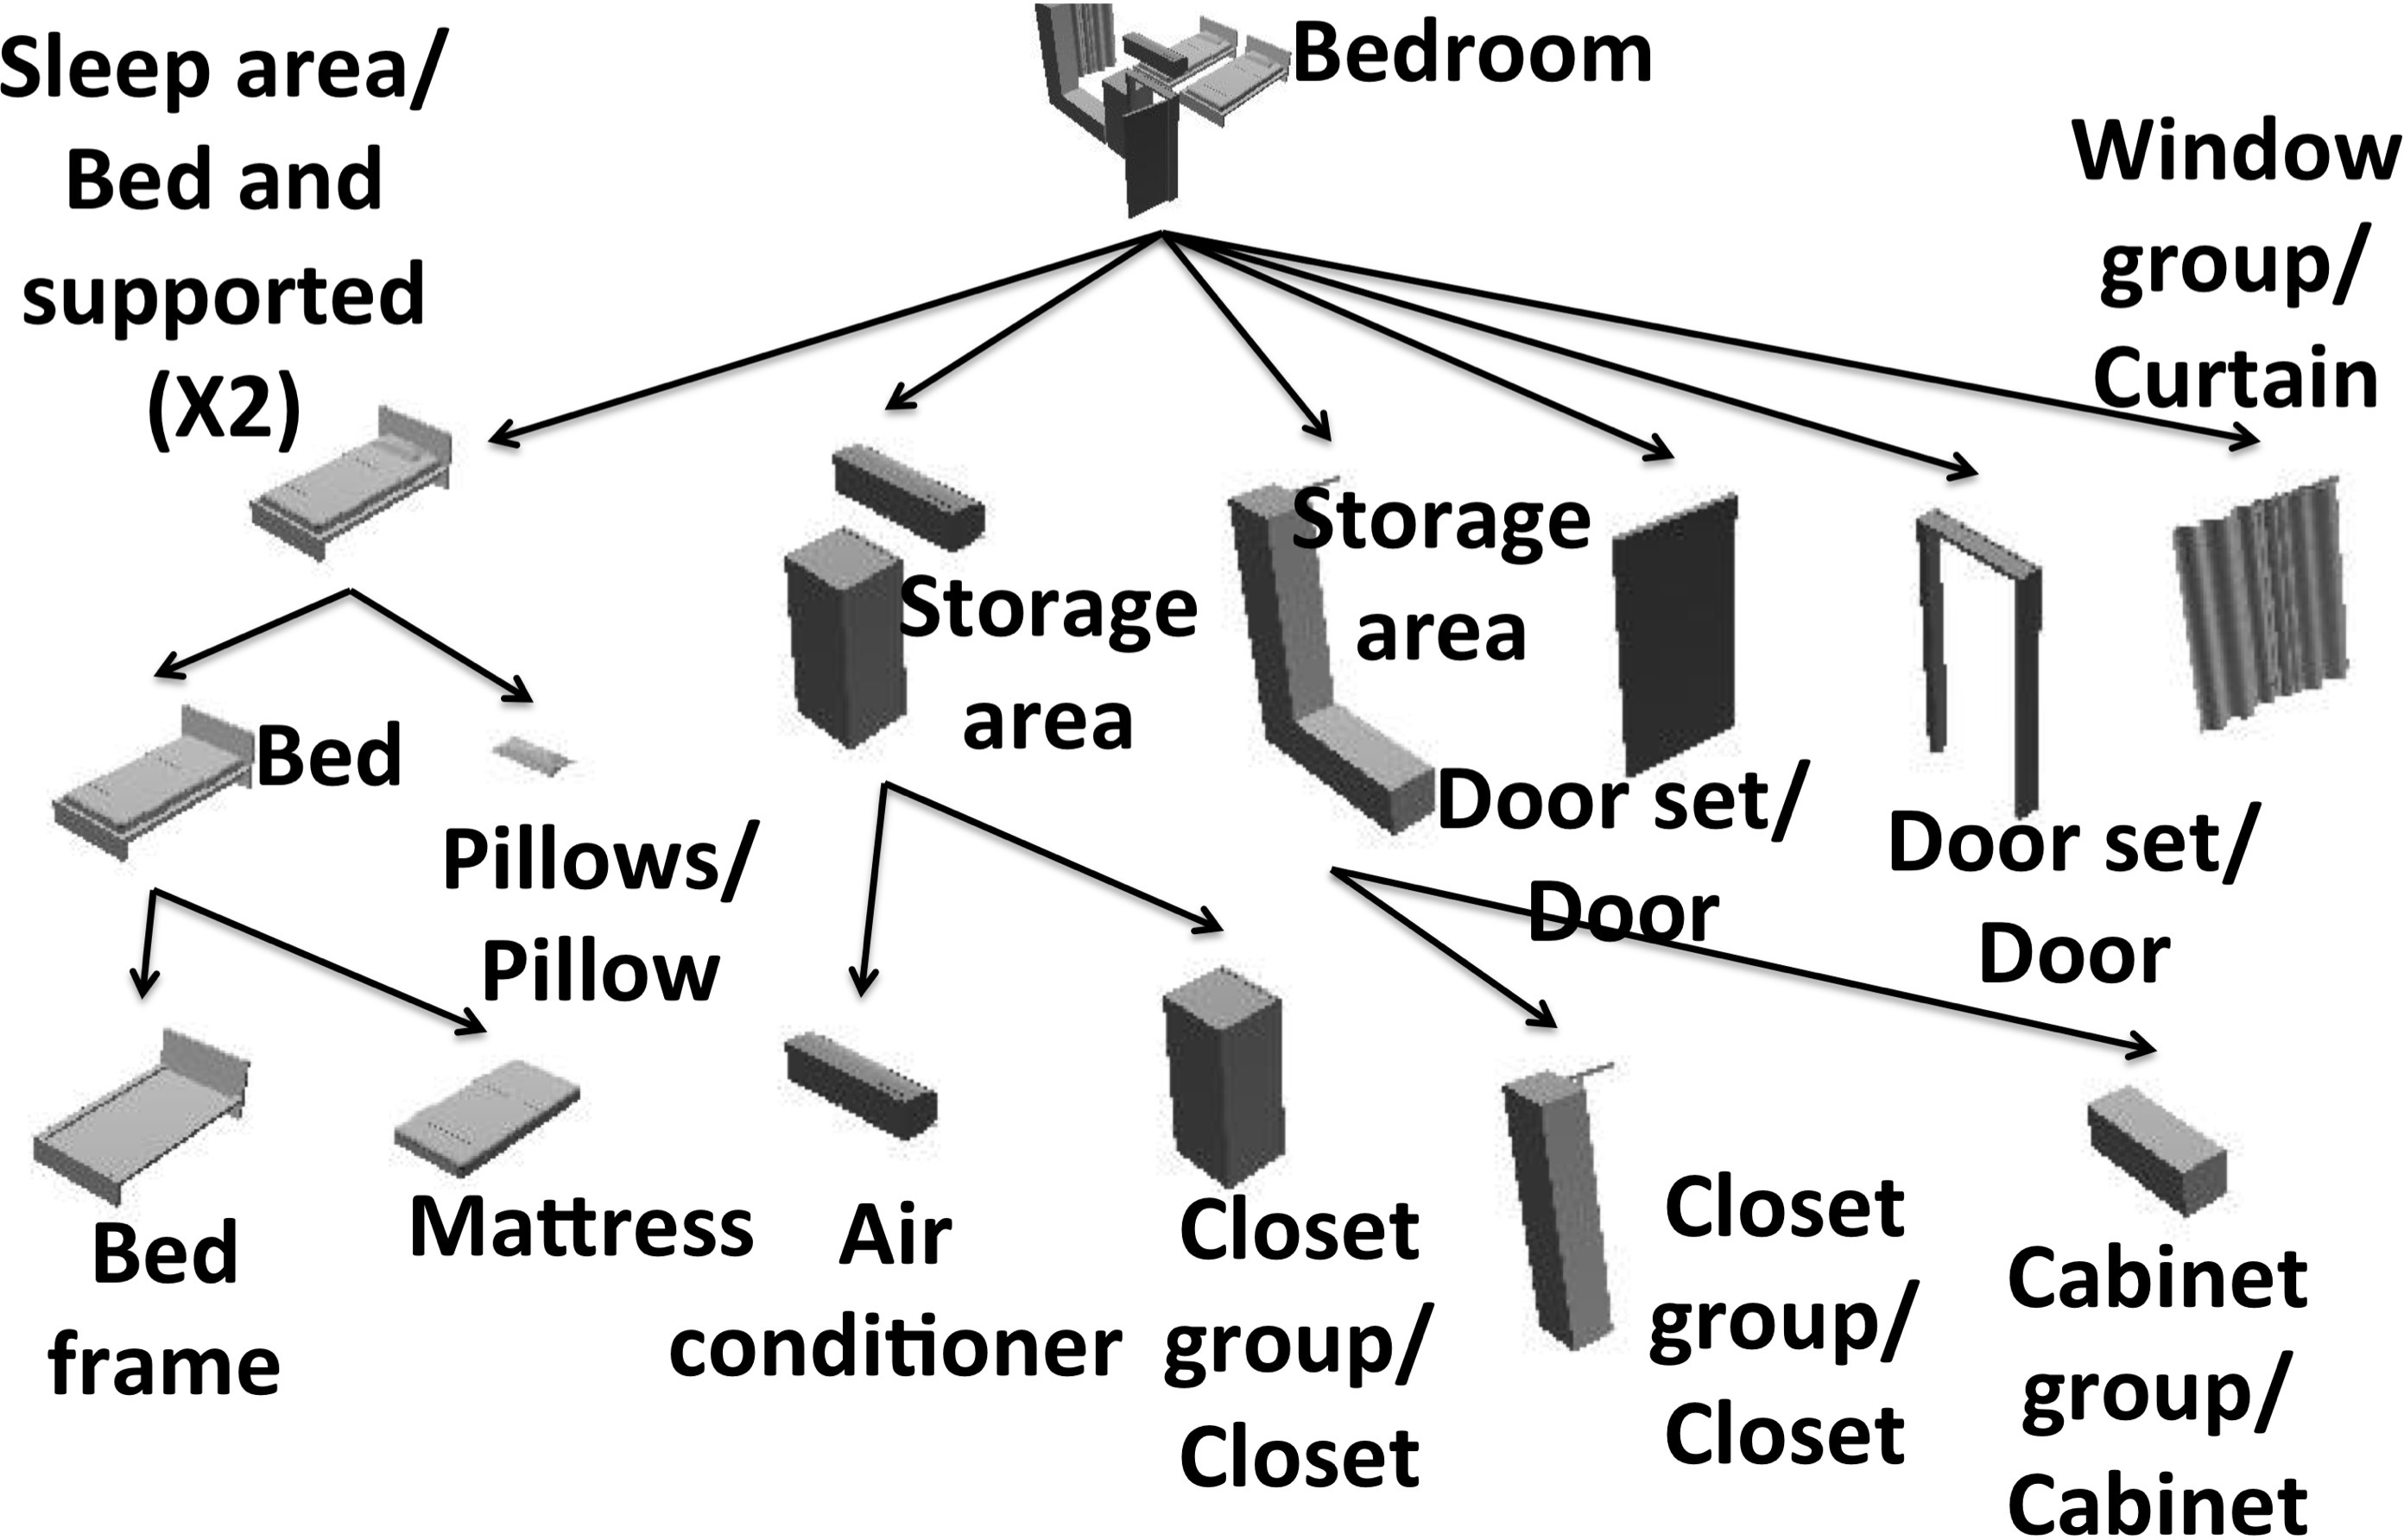 Sleep area/
Bed and
supported
(X2)
Bedroom
Window
group/
Curtain
Storage
area
Storage
area
Door set/
Door
Door set/
Door
Bed
Pillows/
Pillow
Bed
frame
Mattress
Air
conditioner
Closet
group/
Closet
Closet
group/
Closet
Cabinet
group/
Cabinet